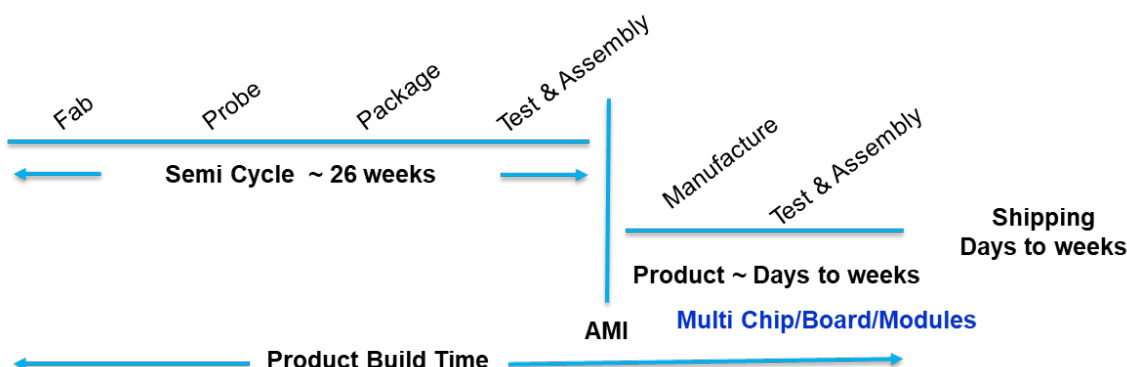 Fab
Probe
Package
Test & Assembly
Semi Cycle ~ 26 weeks
Manufacture
Test & Assembly
Shipping
Days to weeks
Product ~ Days to weeks
Multi Chip/Board/Modules
AMI
Product Build Time